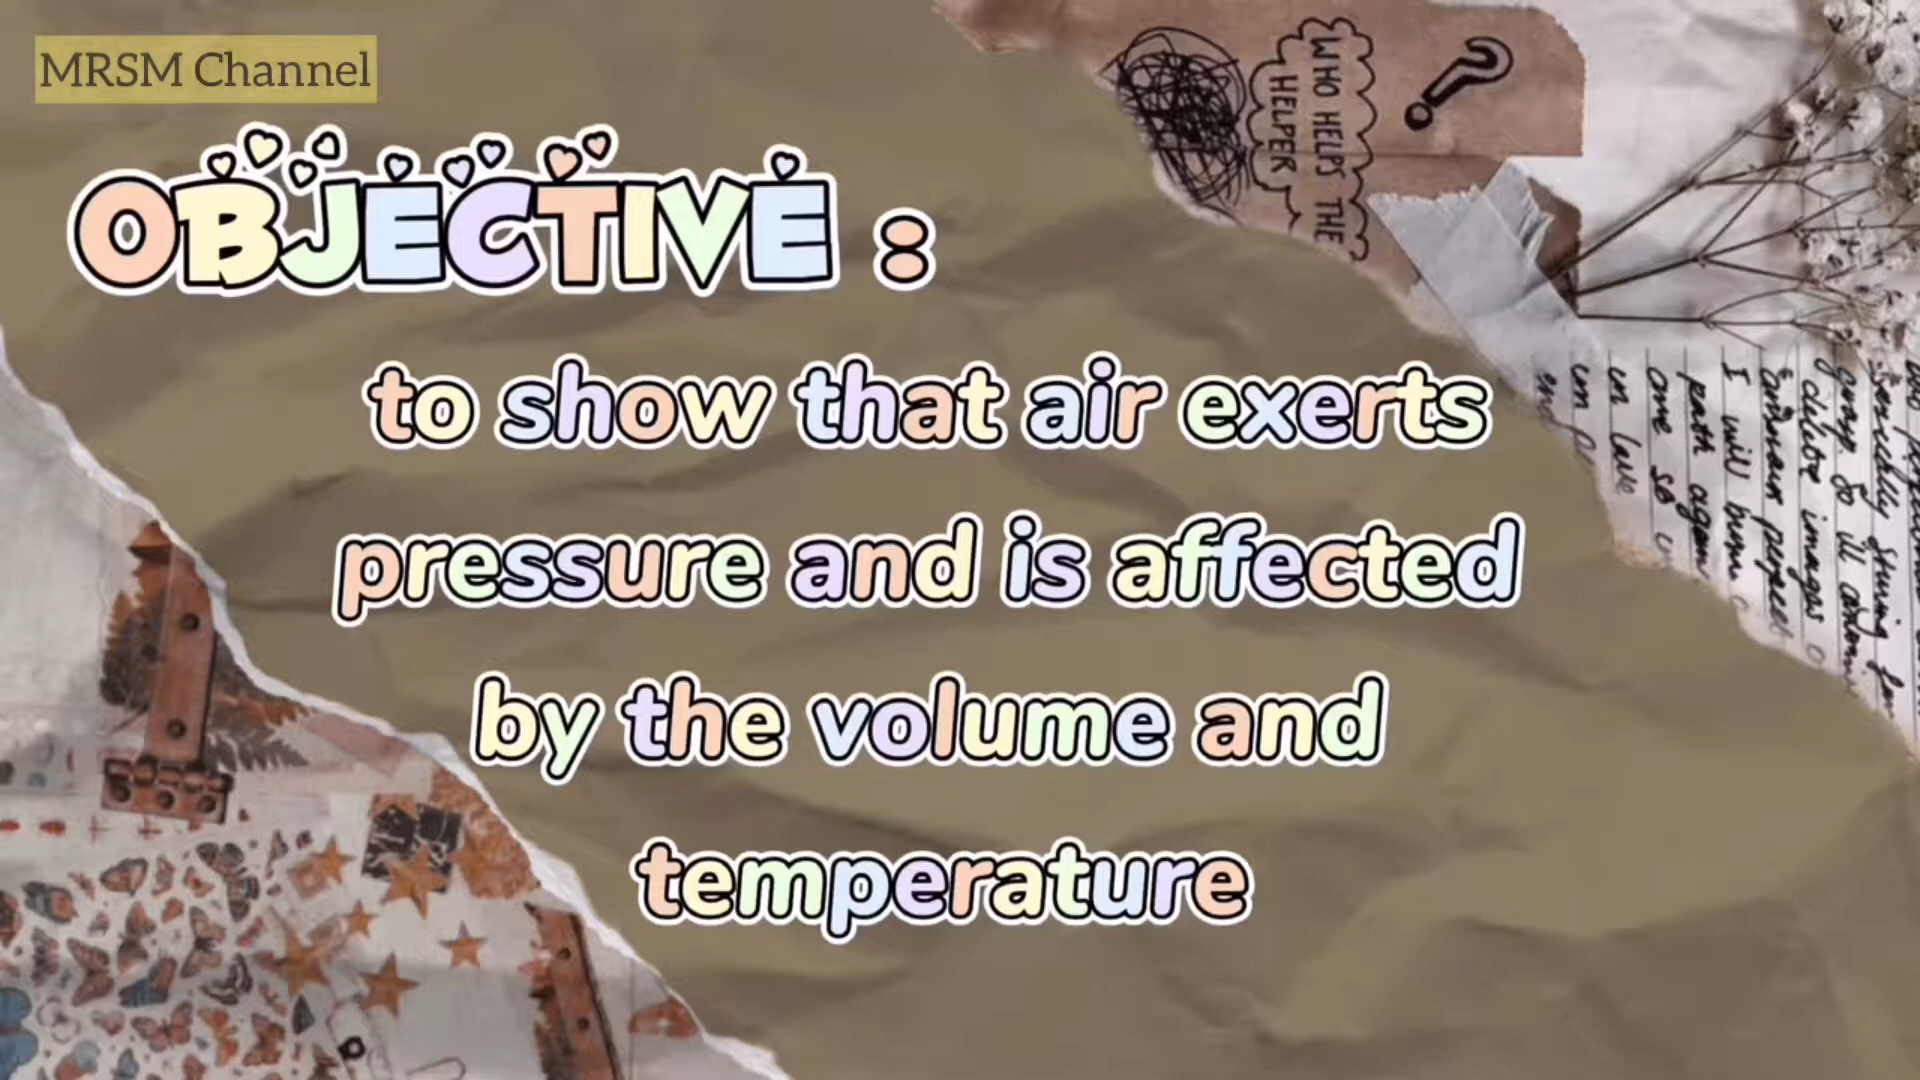 MRSM Channel
OBJECTIVE :
to show that air exerts
pressure and is affected
by the volume and
temperature
WHO HELPS THE
HELPER
?
I will